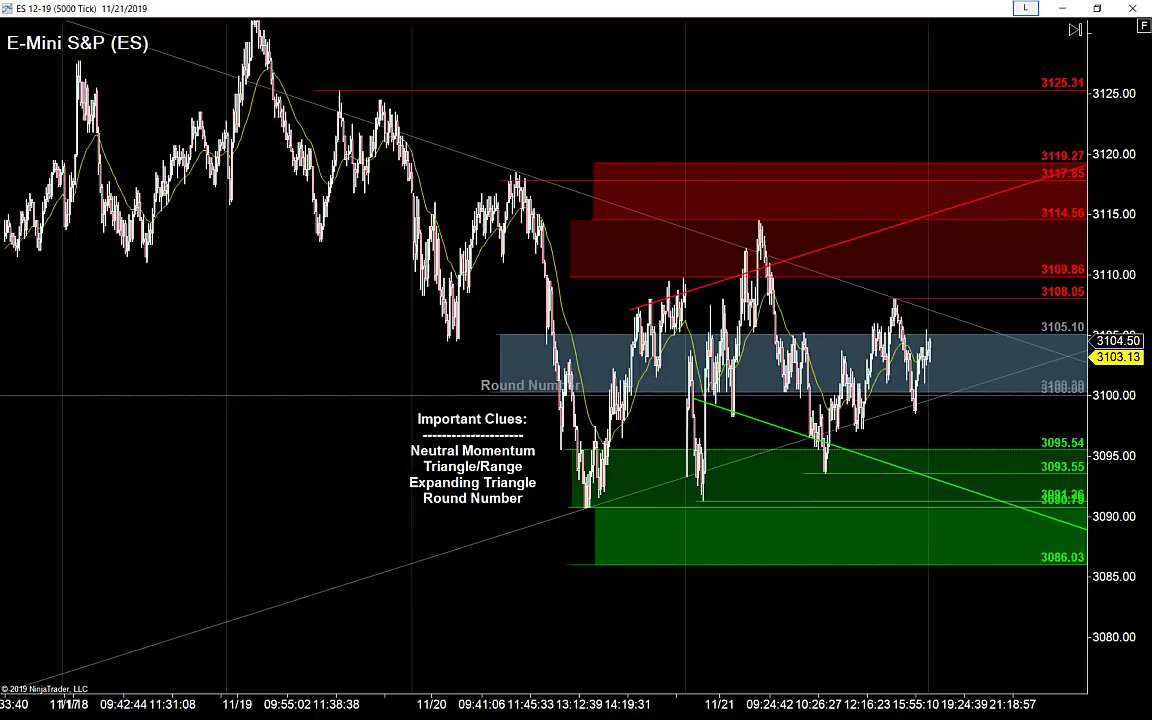 ES 12-19 (5000 Tick) 11/21/2019
L
F
E-Mini S&P (ES)
3125.31
3125.00
3119.27
3120.00
3117.85
3114.56
3115.00
3109.86
3110.00
3108.05
3105.10
3104.50
3103.13
Round Number
3100.00
Important Clues:
---------------------
Neutral Momentum
Triangle/Range
Expanding Triangle
Round Number
3095.54
3095.00
3093.55
3090.00
3086.03
3085.00
3080.00
© 2019 NinjaTrader, LLC
33:40 11/18 09:42:44 11:31:08 11/19 09:55:02 11:38:38 11/20 09:41:06 11:45:33 13:12:39 14:19:31 11/21 09:24:42 10:26:27 12:16:23 15:55:10 19:24:39 21:18:57